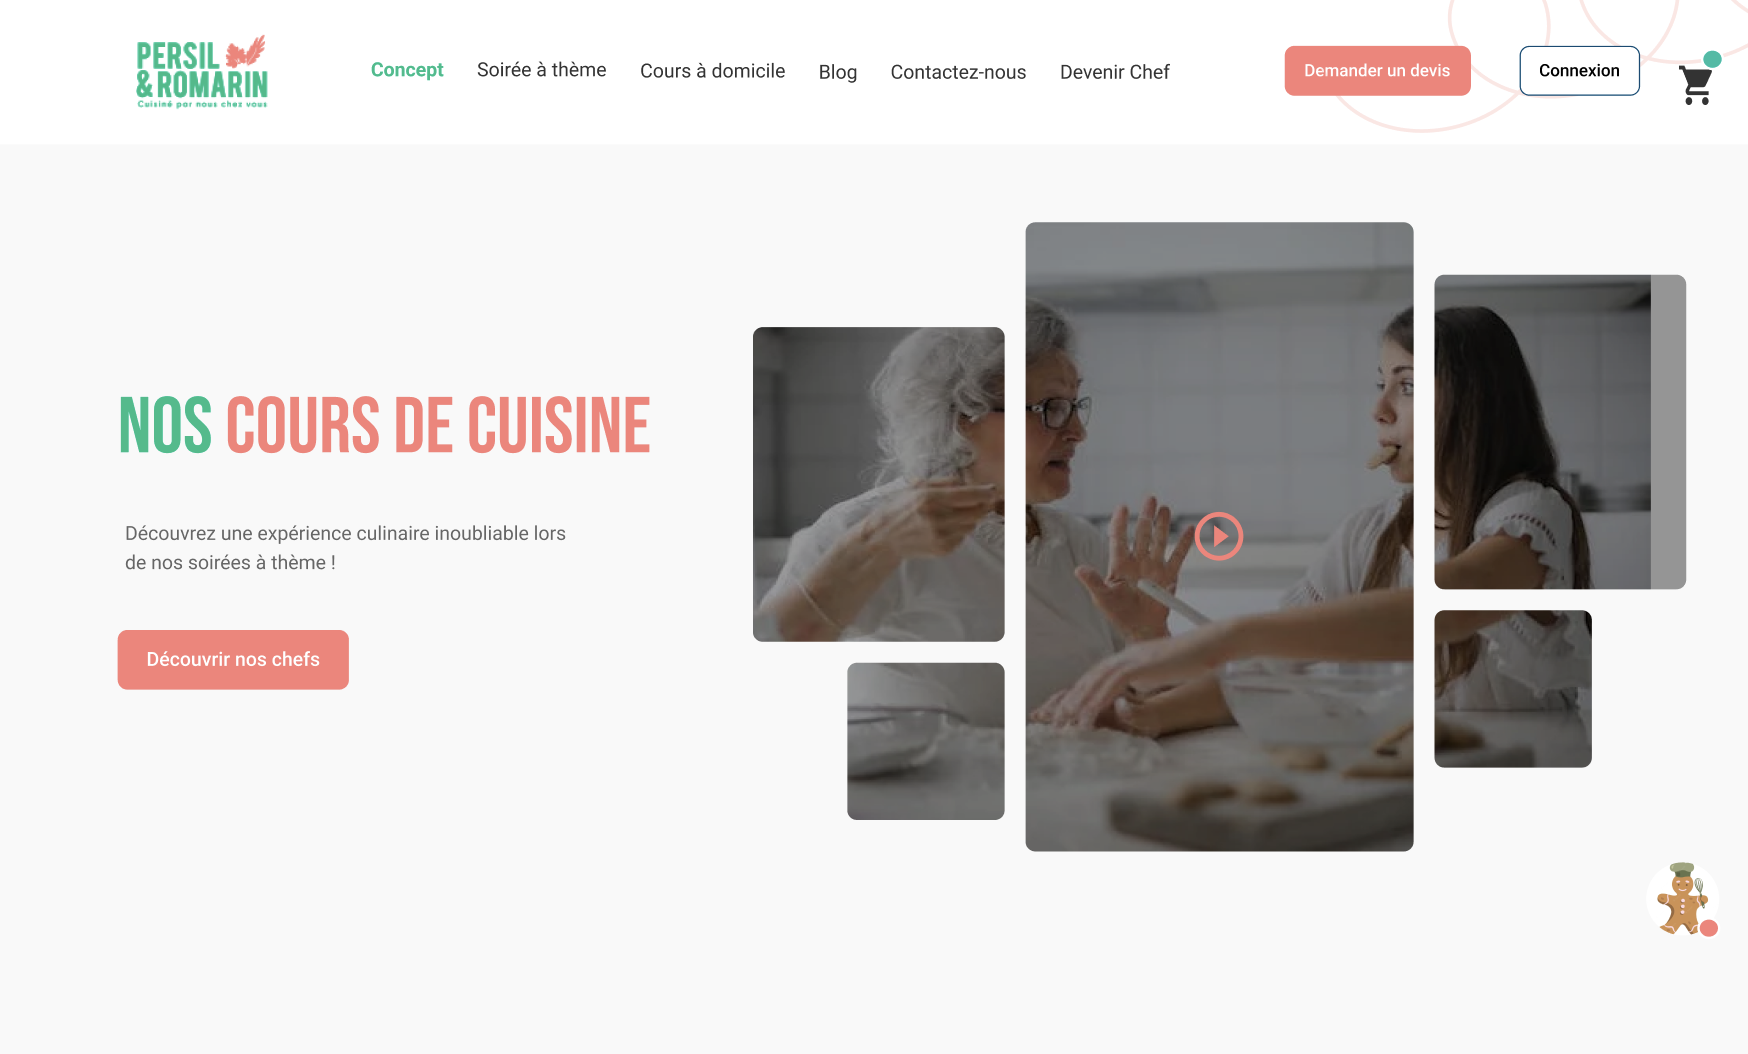 PERSIL
&ROMARIN
Cuisiné par nous chez vous
Concept
Soirée à thème
Cours à domicile
Blog
Contactez-nous
Devenir Chef
Demander un devis
Connexion
NOS COURS DE CUISINE
Découvrez une expérience culinaire inoubliable lors
de nos soirées à thème !
Découvrir nos chefs